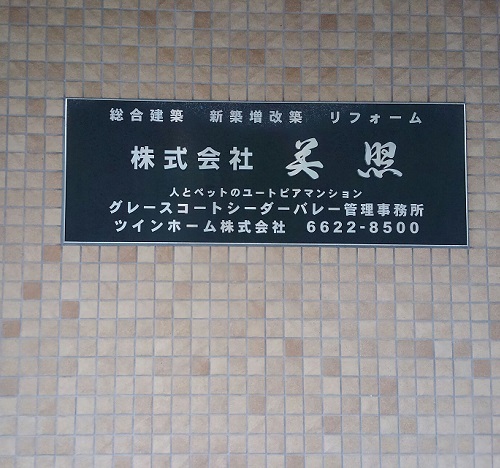 総合建築 新築増改築 リフォーム
株式会社 美照
人とペットのユートピアマンション
グレースコートシーダーバレー管理事務所
ツインホーム株式会社 6622-8500